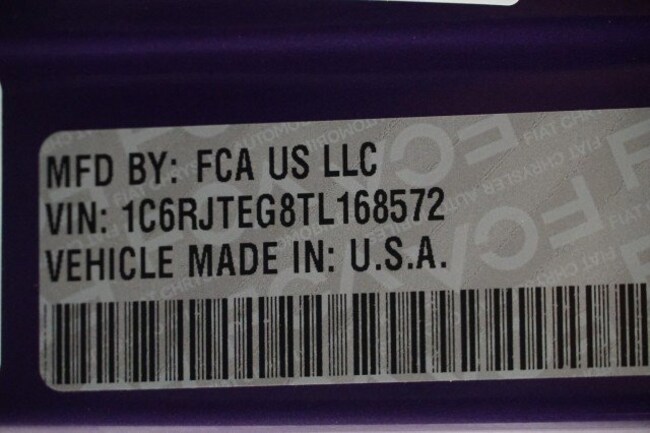 MFD BY: FCA US LLC
VIN: 1C6RJTEG8TL168572
VEHICLE MADE IN: U.S.A.